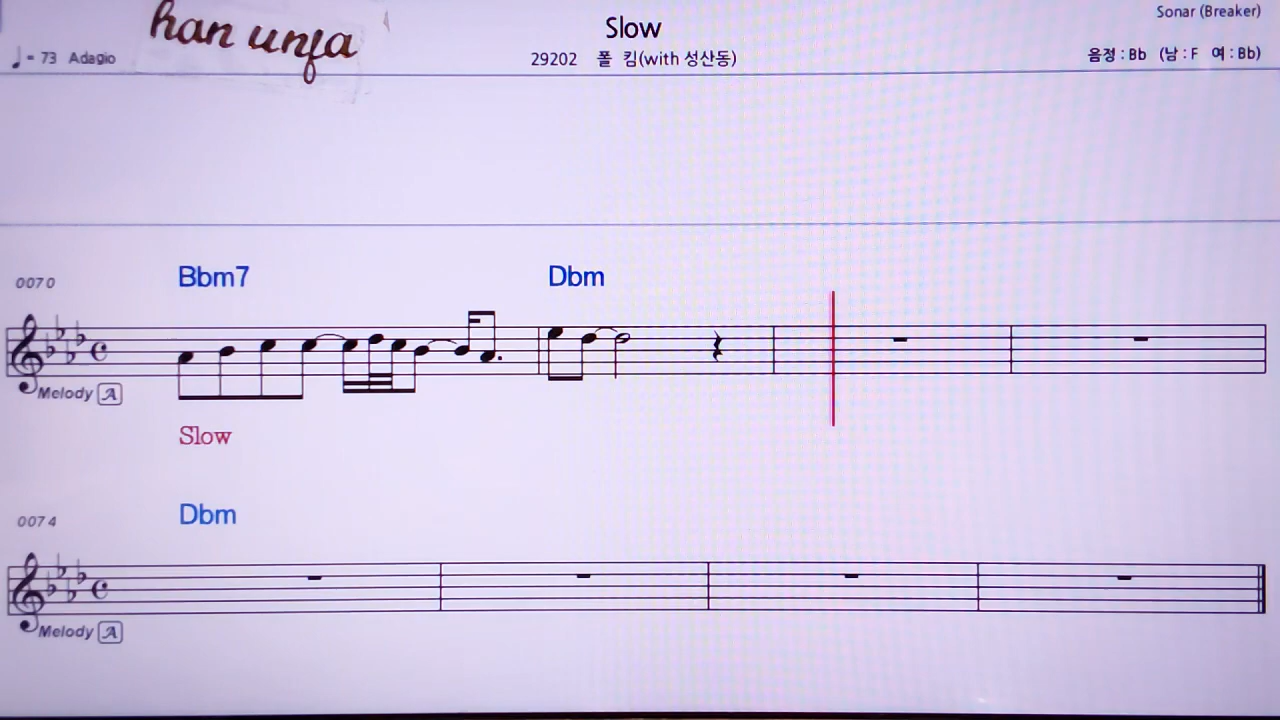 han unja
Slow
Sonar (Breaker)
♩= 73 Adagio
29202 폴 킴(with 성산동)
음정 : Bb (남 : F 여 : Bb)
0070
Bbm7
Dbm
Melody A
Slow
0074
Dbm
Melody A